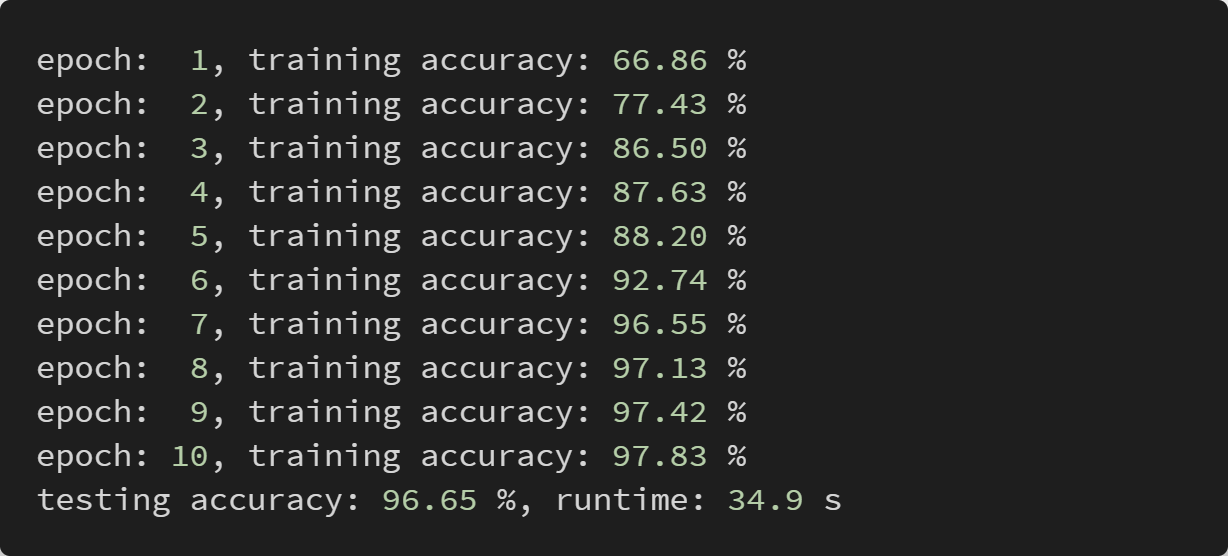 epoch:  1, training accuracy: 66.86 %
epoch:  2, training accuracy: 77.43 %
epoch:  3, training accuracy: 86.50 %
epoch:  4, training accuracy: 87.63 %
epoch:  5, training accuracy: 88.20 %
epoch:  6, training accuracy: 92.74 %
epoch:  7, training accuracy: 96.55 %
epoch:  8, training accuracy: 97.13 %
epoch:  9, training accuracy: 97.42 %
epoch: 10, training accuracy: 97.83 %
testing accuracy: 96.65 %, runtime: 34.9 s